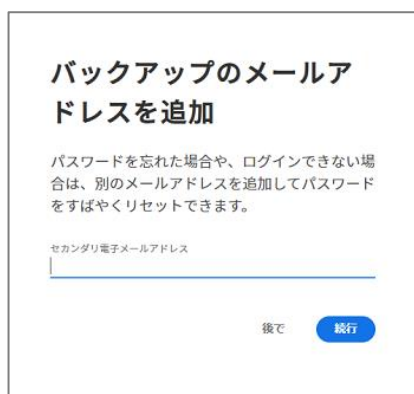 バックアップのメールア
ドレスを追加
パスワードを忘れた場合や、ログインできない場
合は、別のメールアドレスを追加してパスワード
をすばやくリセットできます。
セカンダリ電子メールアドレス
後で 続行